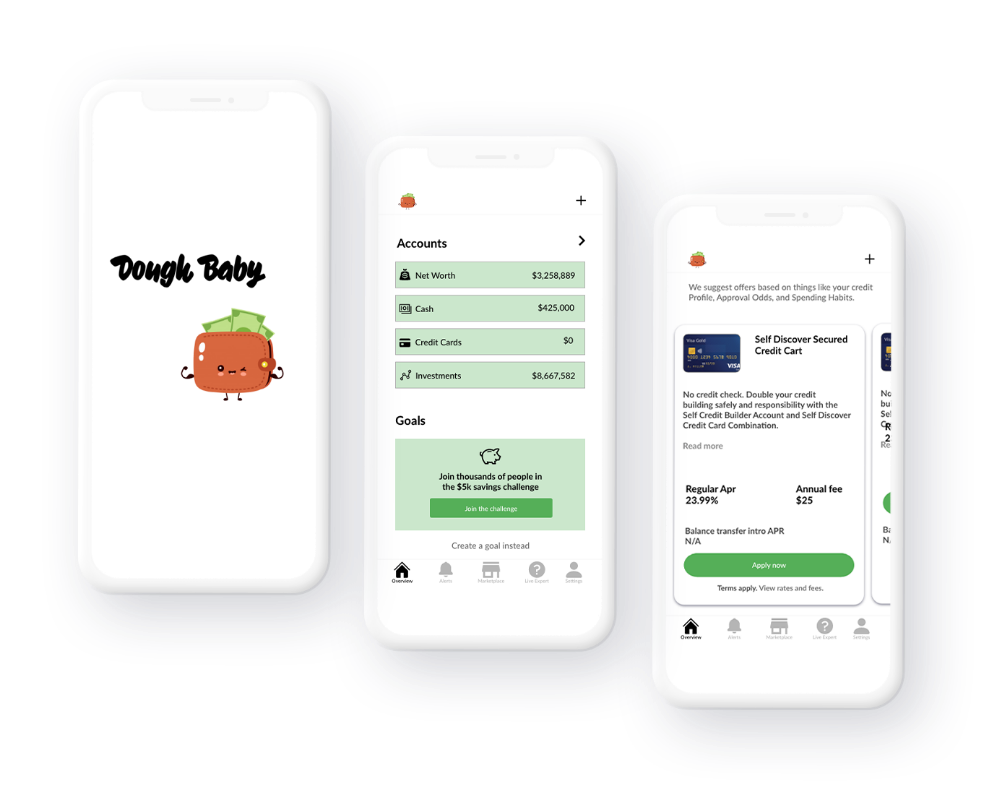 Dough Baby
Accounts
Net Worth $3,258,889
Cash $425,000
Credit Cards $0
Investments $8,667,582
Goals
Join thousands of people in
the $5k savings challenge
Join the challenge
Create a goal instead
Overview Alerts Marketplace Live Expert Settings
We suggest offers based on things like your credit
Profile, Approval Odds, and Spending Habits.
Visa Gold
VISA
Self Discover Secured
Credit Cart
No credit check. Double your credit
building safely and responsibility with the
Self Credit Builder Account and Self Discover
Credit Card Combination.
Read more
Regular Apr
23.99%
Annual fee
$25
Balance transfer intro APR
N/A
Apply now
Terms apply. View rates and fees.
Overview Alerts Marketplace Live Expert Settings